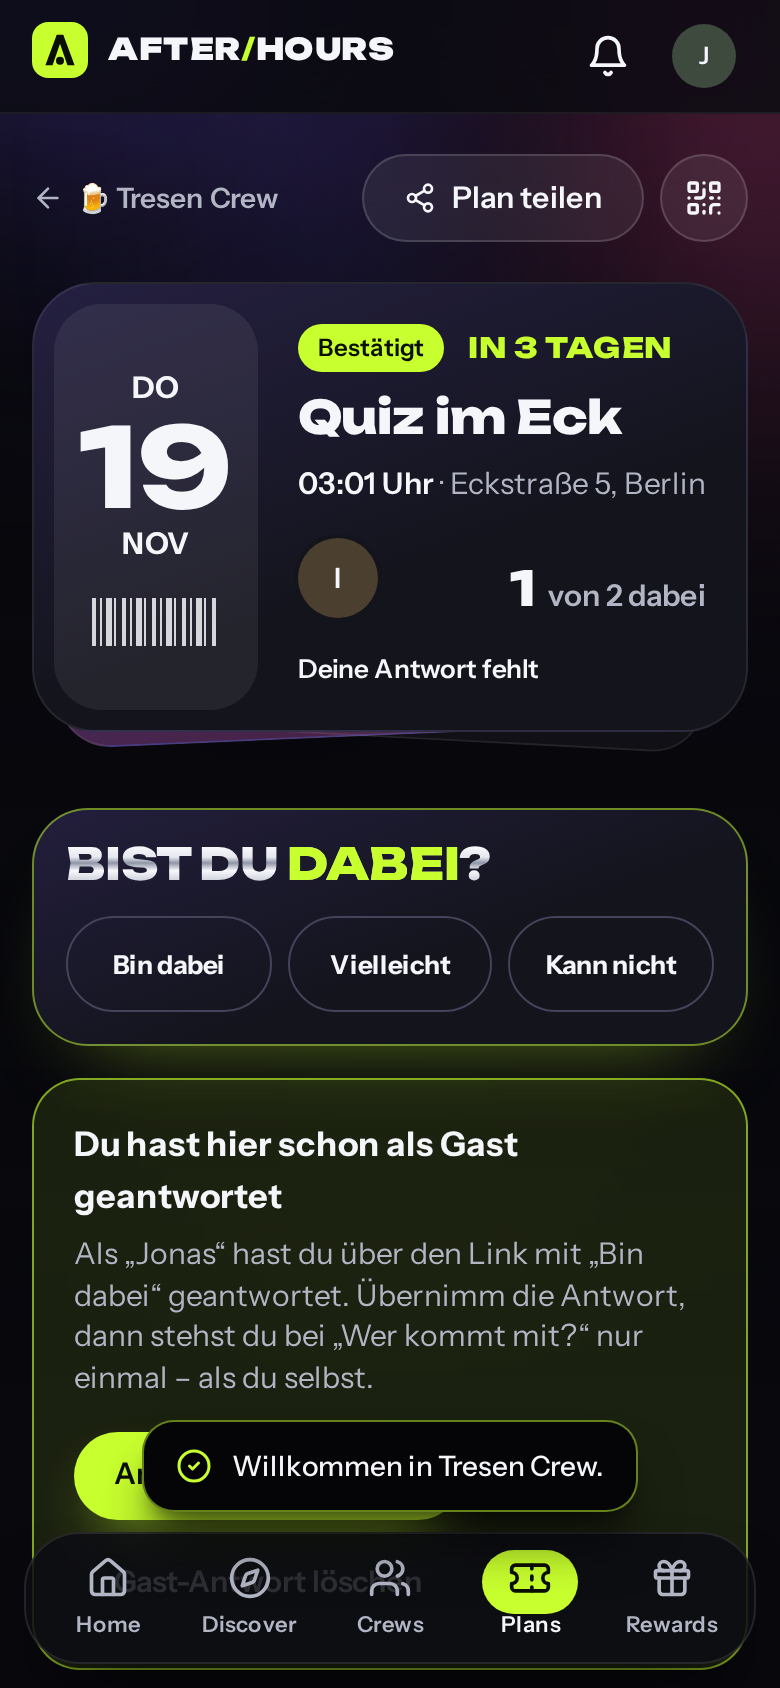 AFTER/HOURS
J
Tresen Crew
Plan teilen
DO
19
NOV
Bestätigt
IN 3 TAGEN
Quiz im Eck
03:01 Uhr · Eckstraße 5, Berlin
I
1 von 2 dabei
Deine Antwort fehlt
BIST DU DABEI?
Bin dabei
Vielleicht
Kann nicht
Du hast hier schon als Gast
geantwortet
Als „Jonas“ hast du über den Link mit „Bin
dabei“ geantwortet. Übernimm die Antwort,
dann stehst du bei „Wer kommt mit?“ nur
einmal – als du selbst.
Willkommen in Tresen Crew.
Gast-Antwort löschen
Home
Discover
Crews
Plans
Rewards